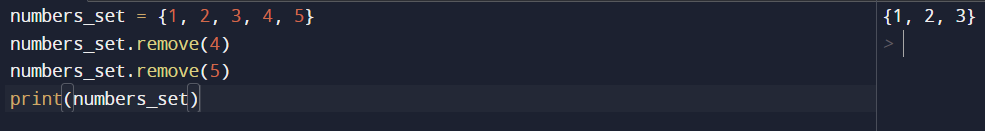 numbers_set = {1, 2, 3, 4, 5}
numbers_set.remove(4)
numbers_set.remove(5)
print(numbers_set)
{1, 2, 3}
>